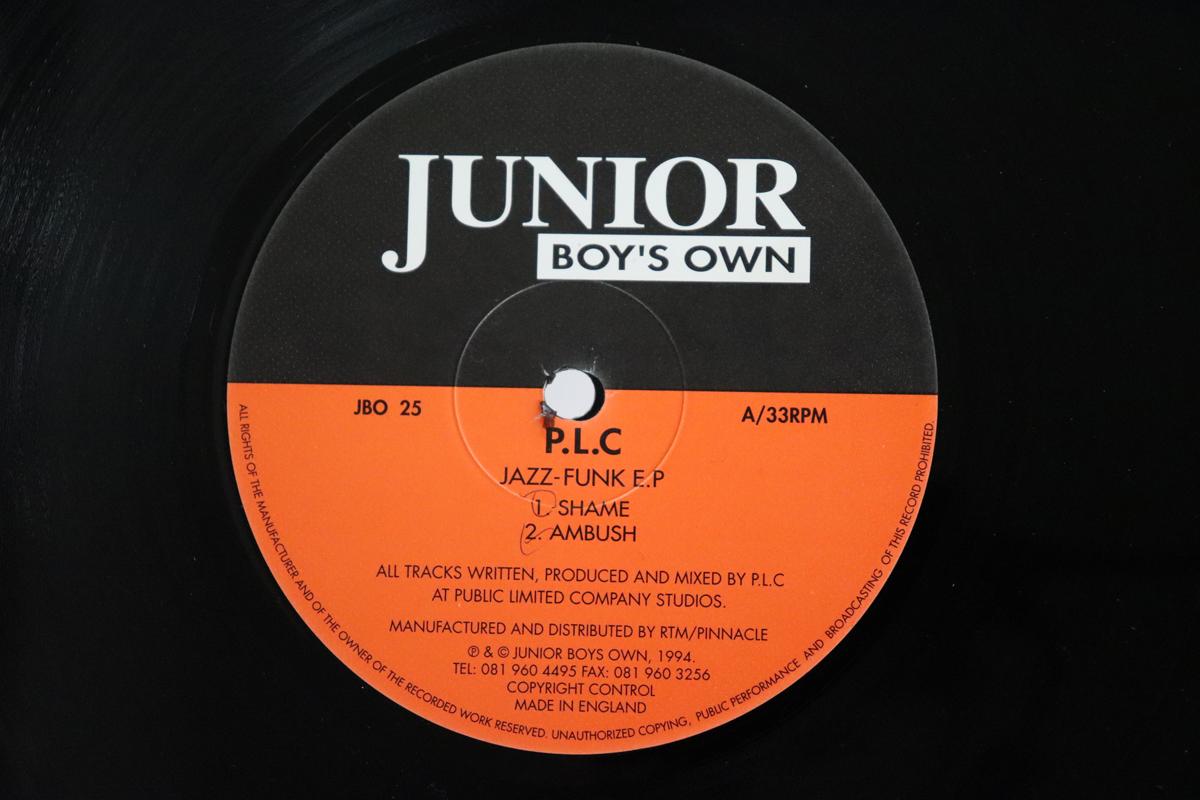 JUNIOR
BOY'S OWN
JBO 25
A/33RPM
P.L.C
JAZZ-FUNK E.P
1. SHAME
2. AMBUSH
ALL TRACKS WRITTEN, PRODUCED AND MIXED BY P.L.C
AT PUBLIC LIMITED COMPANY STUDIOS.
MANUFACTURED AND DISTRIBUTED BY RTM/PINNACLE
℗ & © JUNIOR BOYS OWN, 1994.
TEL: 081 960 4495 FAX: 081 960 3256
COPYRIGHT CONTROL
MADE IN ENGLAND
ALL RIGHTS OF THE MANUFACTURER AND OF THE OWNER OF THE RECORDED WORK RESERVED. UNAUTHORIZED COPYING, PUBLIC PERFORMANCE AND BROADCASTING OF THIS RECORD PROHIBITED.